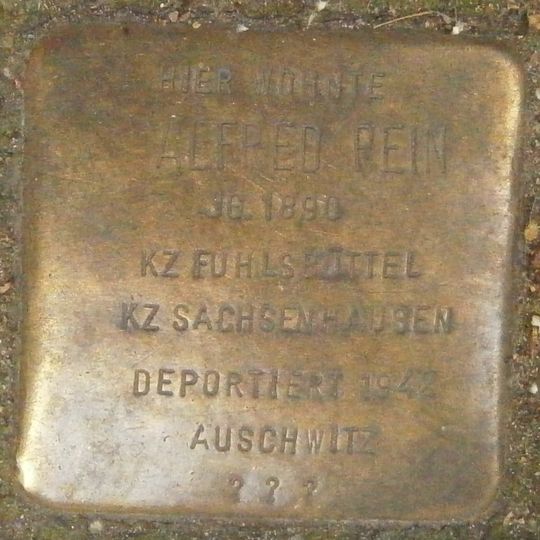 HIER WOHNTE
ALFRED REIN
JG. 1890
KZ FUHLSBÜTTEL
KZ SACHSENHAUSEN
DEPORTIERT 1942
AUSCHWITZ
? ? ?